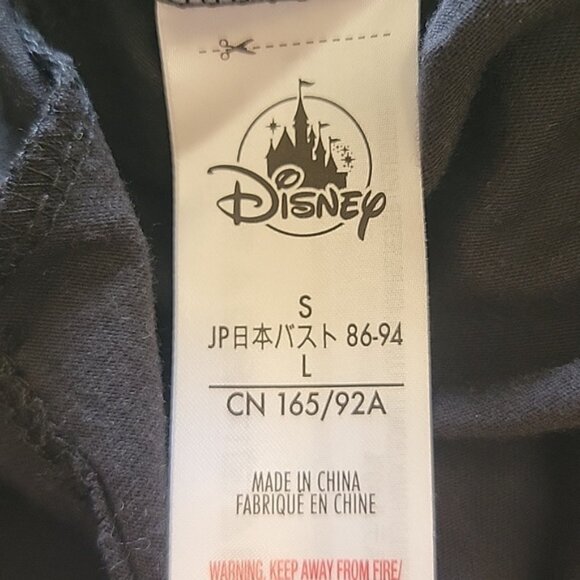 Disney
S
JP日本バスト 86-94
L
CN 165/92A
MADE IN CHINA
FABRIQUÉ EN CHINE
WARNING. KEEP AWAY FROM FIRE/